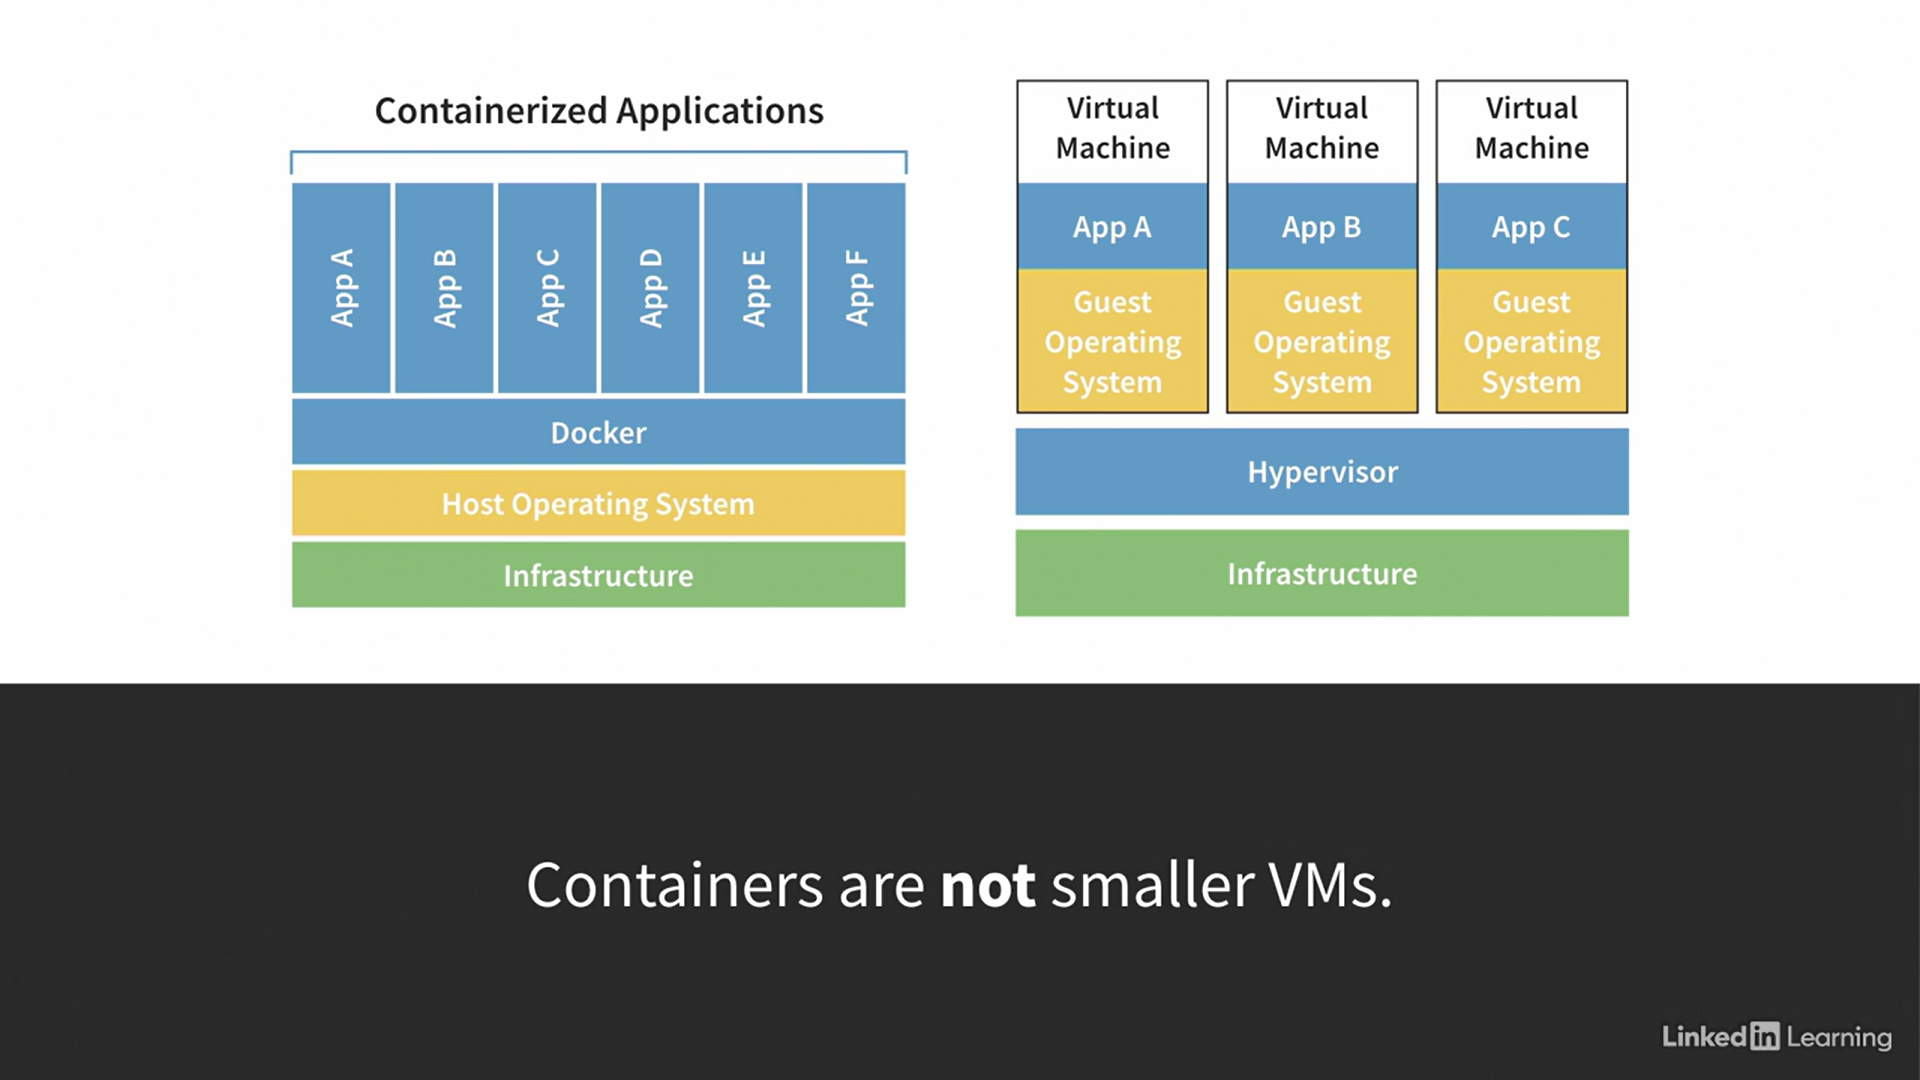 Containerized Applications
App A
App B
App C
App D
App E
App F
Docker
Host Operating System
Infrastructure
Virtual
Machine
App A
Guest
Operating
System
Virtual
Machine
App B
Guest
Operating
System
Virtual
Machine
App C
Guest
Operating
System
Hypervisor
Infrastructure
Containers are not smaller VMs.
Linked in Learning